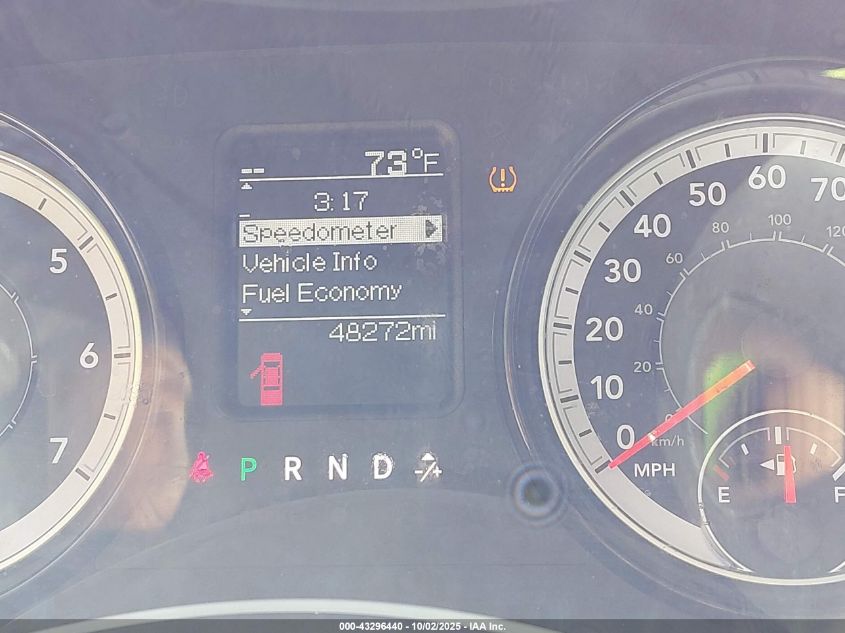 -- 73°F
3:17
Speedometer
Vehicle Info
Fuel Economy
48272mi
5
6
7
P R N D -/+
0
10
20
30
40
50
60
70
20
40
60
80
100
120
km/h
MPH
E F
000-43296440 - 10/02/2025 - IAA Inc.